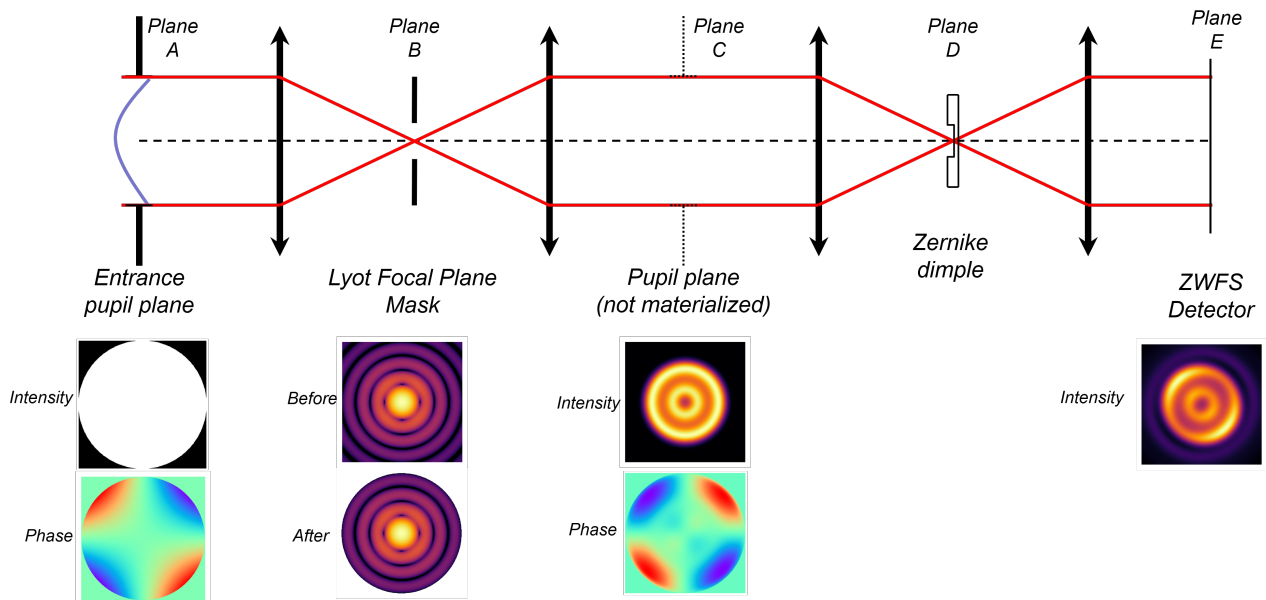 Plane
A
Plane
B
Plane
C
Plane
D
Plane
E
Entrance
pupil plane
Lyot Focal Plane
Mask
Pupil plane
(not materialized)
Zernike
dimple
ZWFS
Detector
Intensity
Before
Intensity
Intensity
Phase
After
Phase